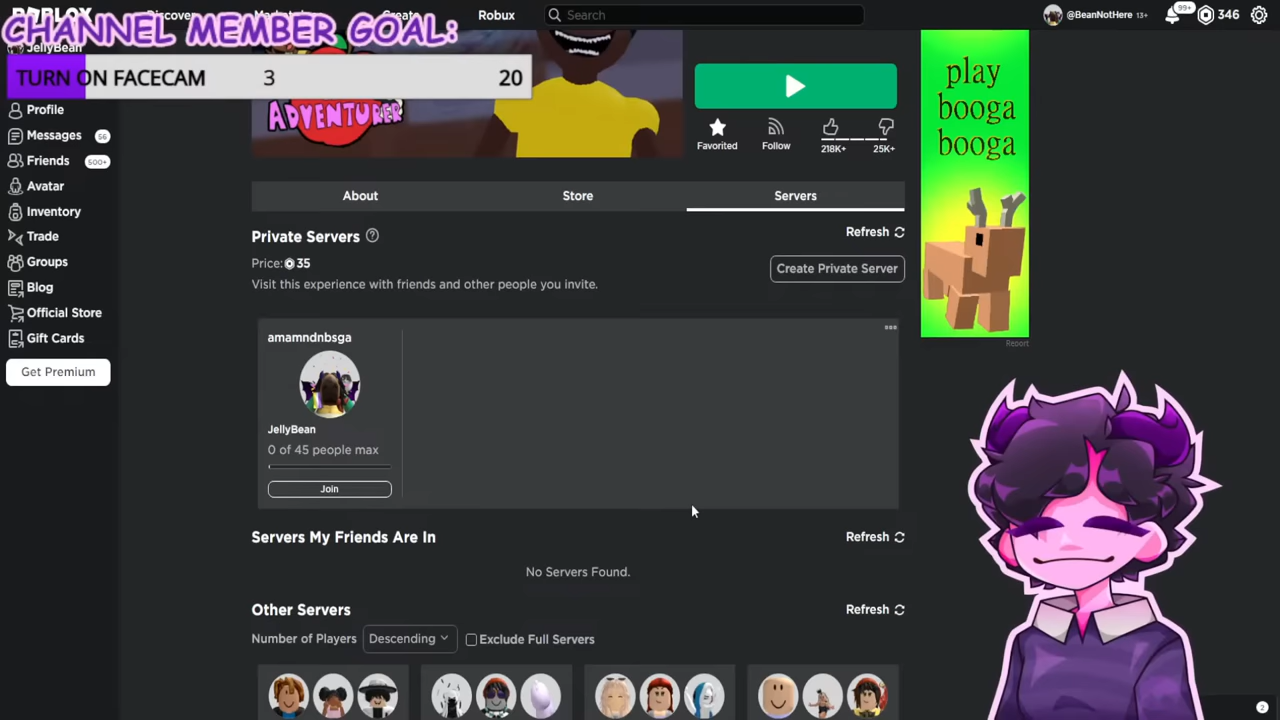 CHANNEL MEMBER GOAL:
TURN ON FACECAM 3 20
Robux
Search
@BeanNotHere 13+
99+
346
JellyBean
Profile
Messages 56
Friends 500+
Avatar
Inventory
Trade
Groups
Blog
Official Store
Gift Cards
Get Premium
ADVENTURER
Favorited
Follow
218K+
25K+
play
booga
booga
Report
About
Store
Servers
Private Servers
Refresh
Price: 35
Create Private Server
Visit this experience with friends and other people you invite.
amamndnbsga
JellyBean
0 of 45 people max
Join
Servers My Friends Are In
Refresh
No Servers Found.
Other Servers
Refresh
Number of Players
Descending
Exclude Full Servers
2